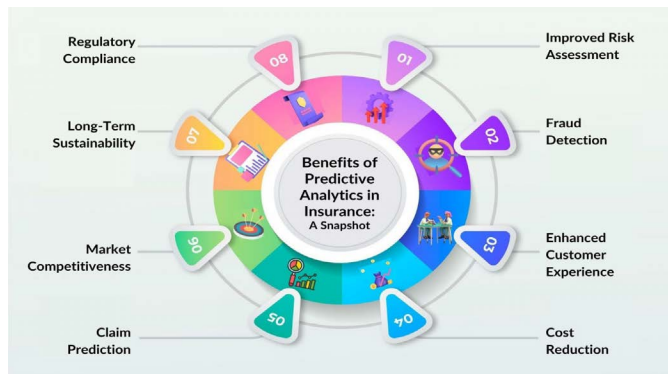 Benefits of
Predictive
Analytics in
Insurance:
A Snapshot
01
Improved Risk
Assessment
02
Fraud
Detection
03
Enhanced
Customer
Experience
04
Cost
Reduction
05
Claim
Prediction
06
Market
Competitiveness
07
Long-Term
Sustainability
08
Regulatory
Compliance